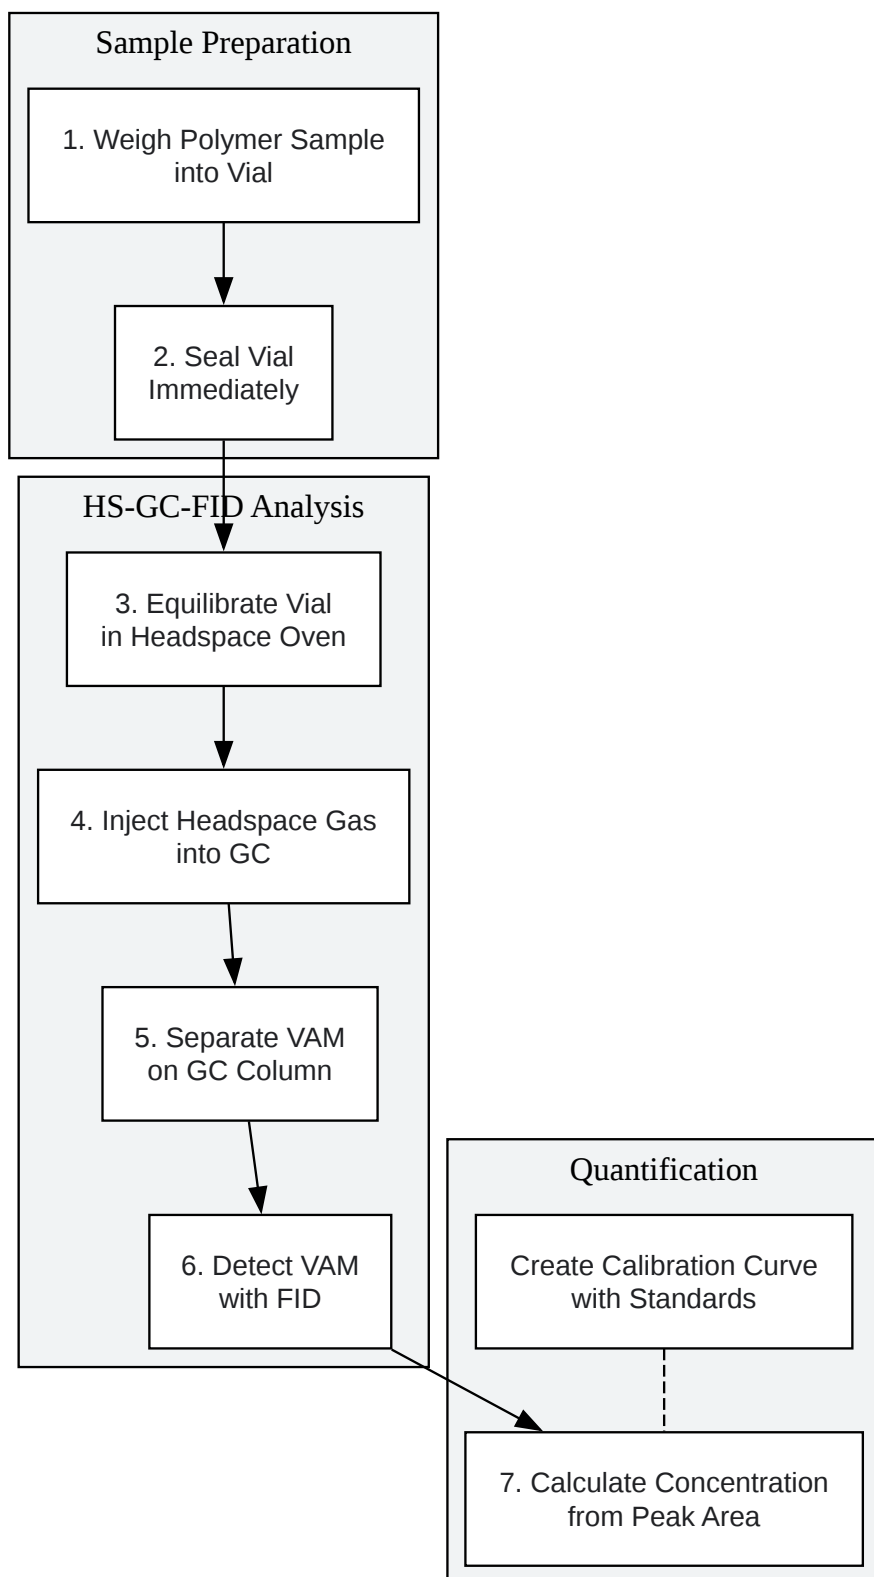 Sample Preparation
1. Weigh Polymer Sample
into Vial
2. Seal Vial
Immediately
HS-GC-FID Analysis
3. Equilibrate Vial
in Headspace Oven
4. Inject Headspace Gas
into GC
5. Separate VAM
on GC Column
6. Detect VAM
with FID
Quantification
Create Calibration Curve
with Standards
7. Calculate Concentration
from Peak Area